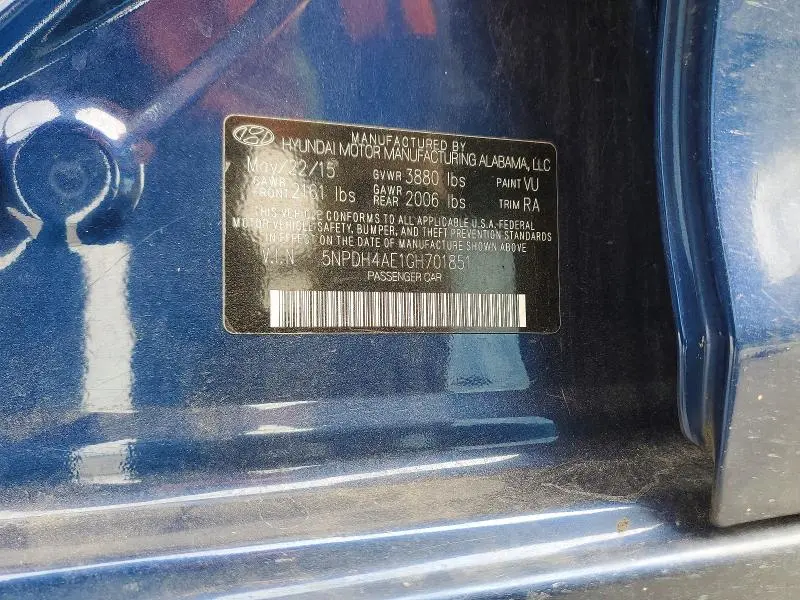 MANUFACTURED BY
HYUNDAI MOTOR MANUFACTURING ALABAMA, LLC
May/22/15 GVWR 3880 lbs PAINT VU
GAWR FRONT 2161 lbs GAWR REAR 2006 lbs TRIM RA
THIS VEHICLE CONFORMS TO ALL APPLICABLE U.S.A. FEDERAL
MOTOR VEHICLE SAFETY, BUMPER, AND THEFT PREVENTION STANDARDS
IN EFFECT ON THE DATE OF MANUFACTURE SHOWN ABOVE
V.I.N 5NPDH4AE1GH701851
PASSENGER CAR